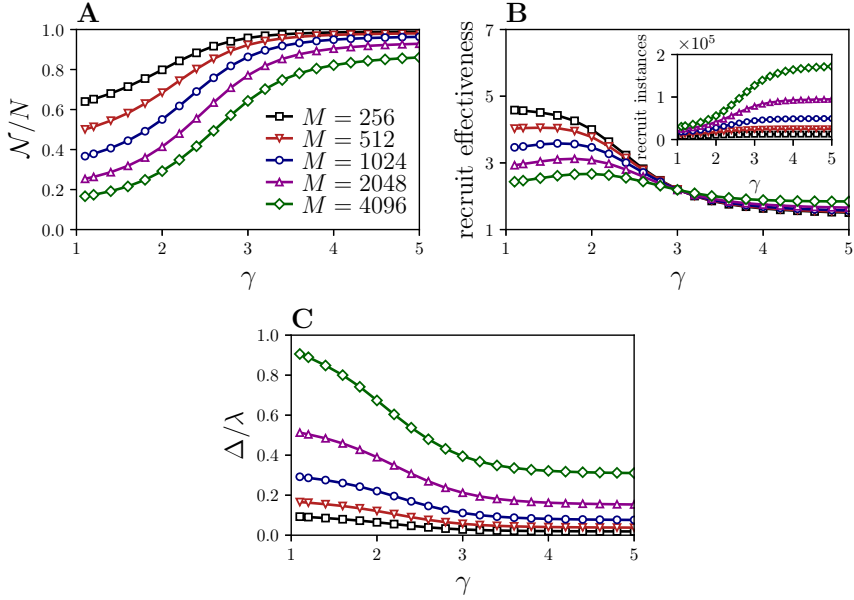 A
1.0
0.8
0.6
0.4
0.2
0.0
𝒩/N
M = 256
M = 512
M = 1024
M = 2048
M = 4096
1 2 3 4 5
γ
B
7
5
3
1
recruit effectiveness
1 2 3 4 5
γ
×10⁵
2
1
0
recruit instances
1 2 3 4 5
γ
C
1.0
0.8
0.6
0.4
0.2
0.0
Δ/λ
1 2 3 4 5
γ